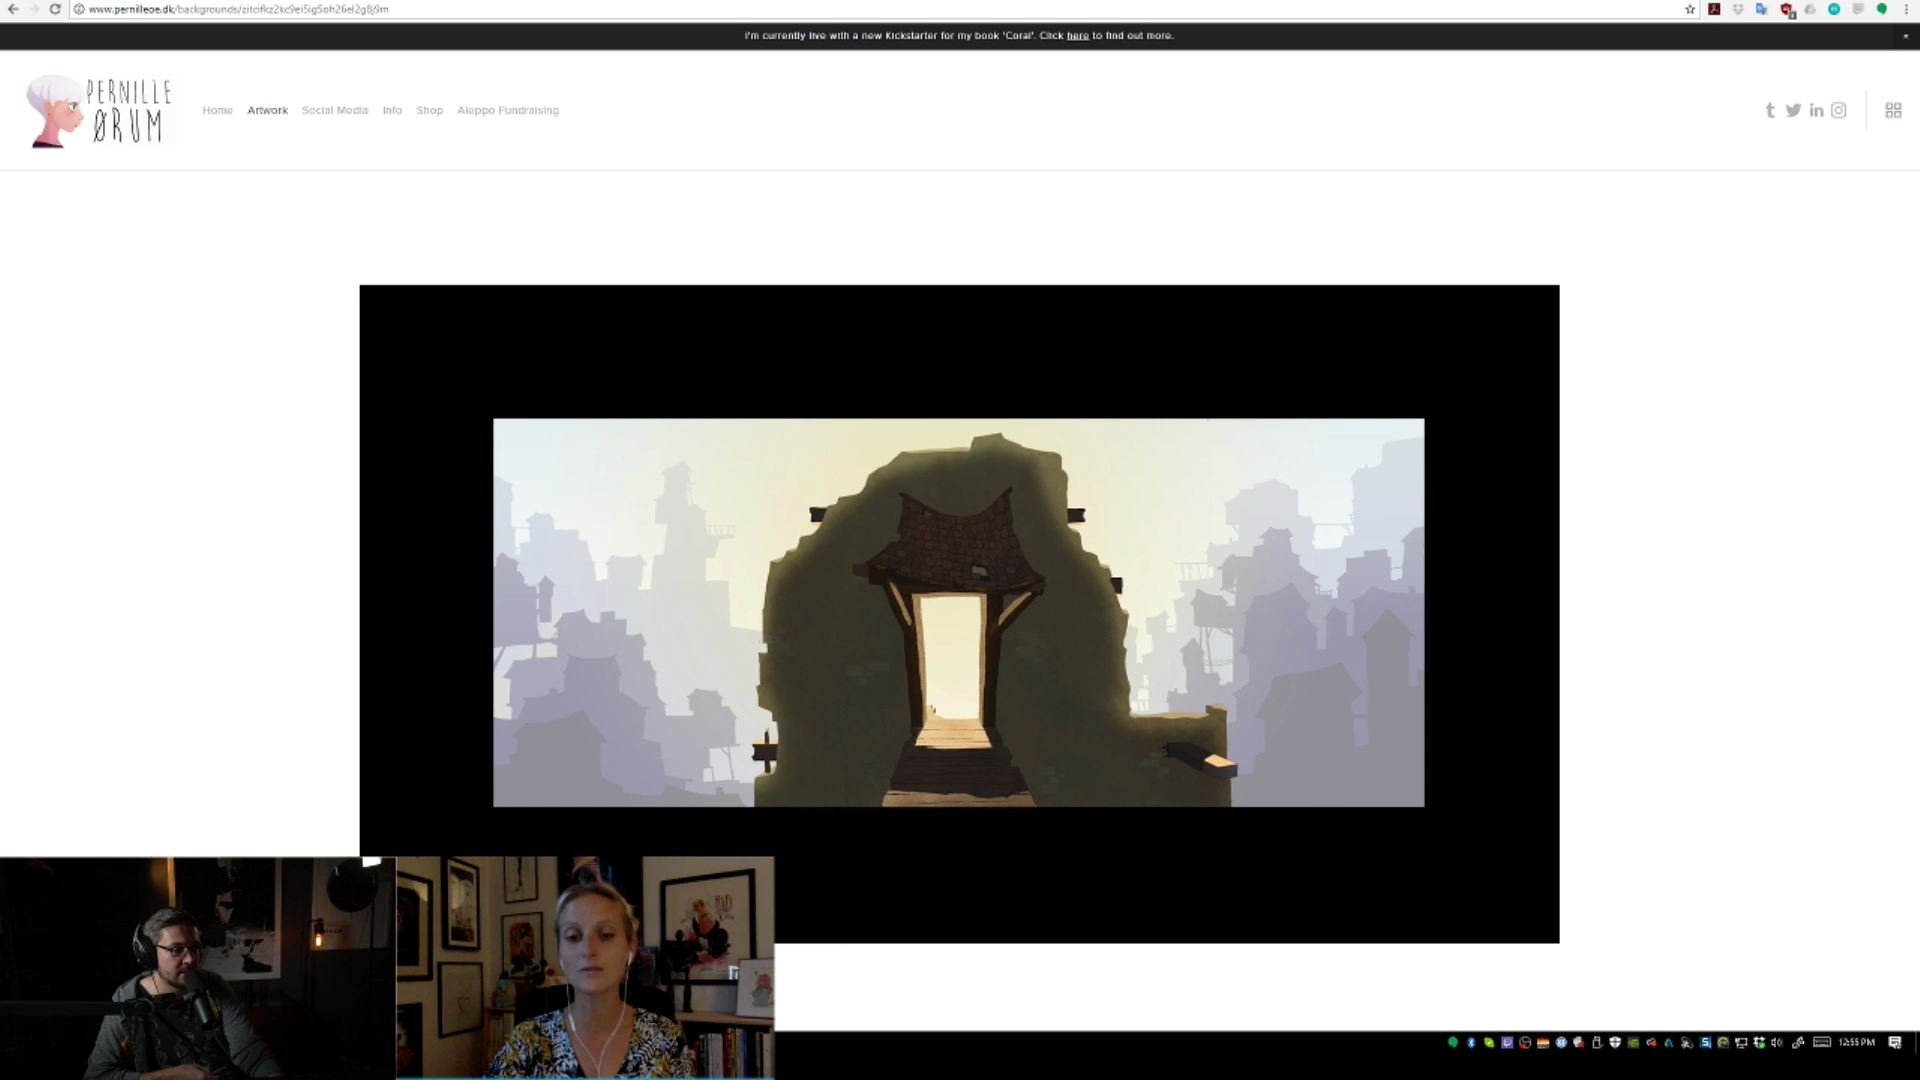 www.pernilleoe.dk/backgrounds/zitcifkz2kc9ei5ig5oh26el2g8j9m
I'm currently live with a new Kickstarter for my book 'Coral'. Click here to find out more.
PERNILLE
ØRUM
Home Artwork Social Media Info Shop Aleppo Fundraising
12:55 PM